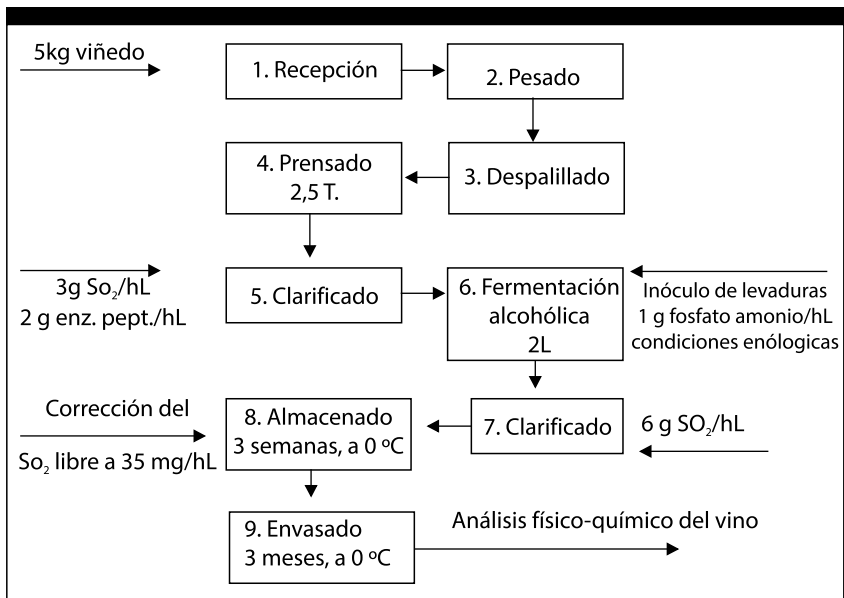 5kg viñedo
1. Recepción
2. Pesado
3. Despalillado
4. Prensado
2,5 T.
3g So₂/hL
2 g enz. pept./hL
5. Clarificado
6. Fermentación
alcohólica
2L
Inóculo de levaduras
1 g fosfato amonio/hL
condiciones enólogicas
7. Clarificado
6 g SO₂/hL
8. Almacenado
3 semanas, a 0 ºC
Corrección del
So₂ libre a 35 mg/hL
9. Envasado
3 meses, a 0 ºC
Análisis físico-químico del vino